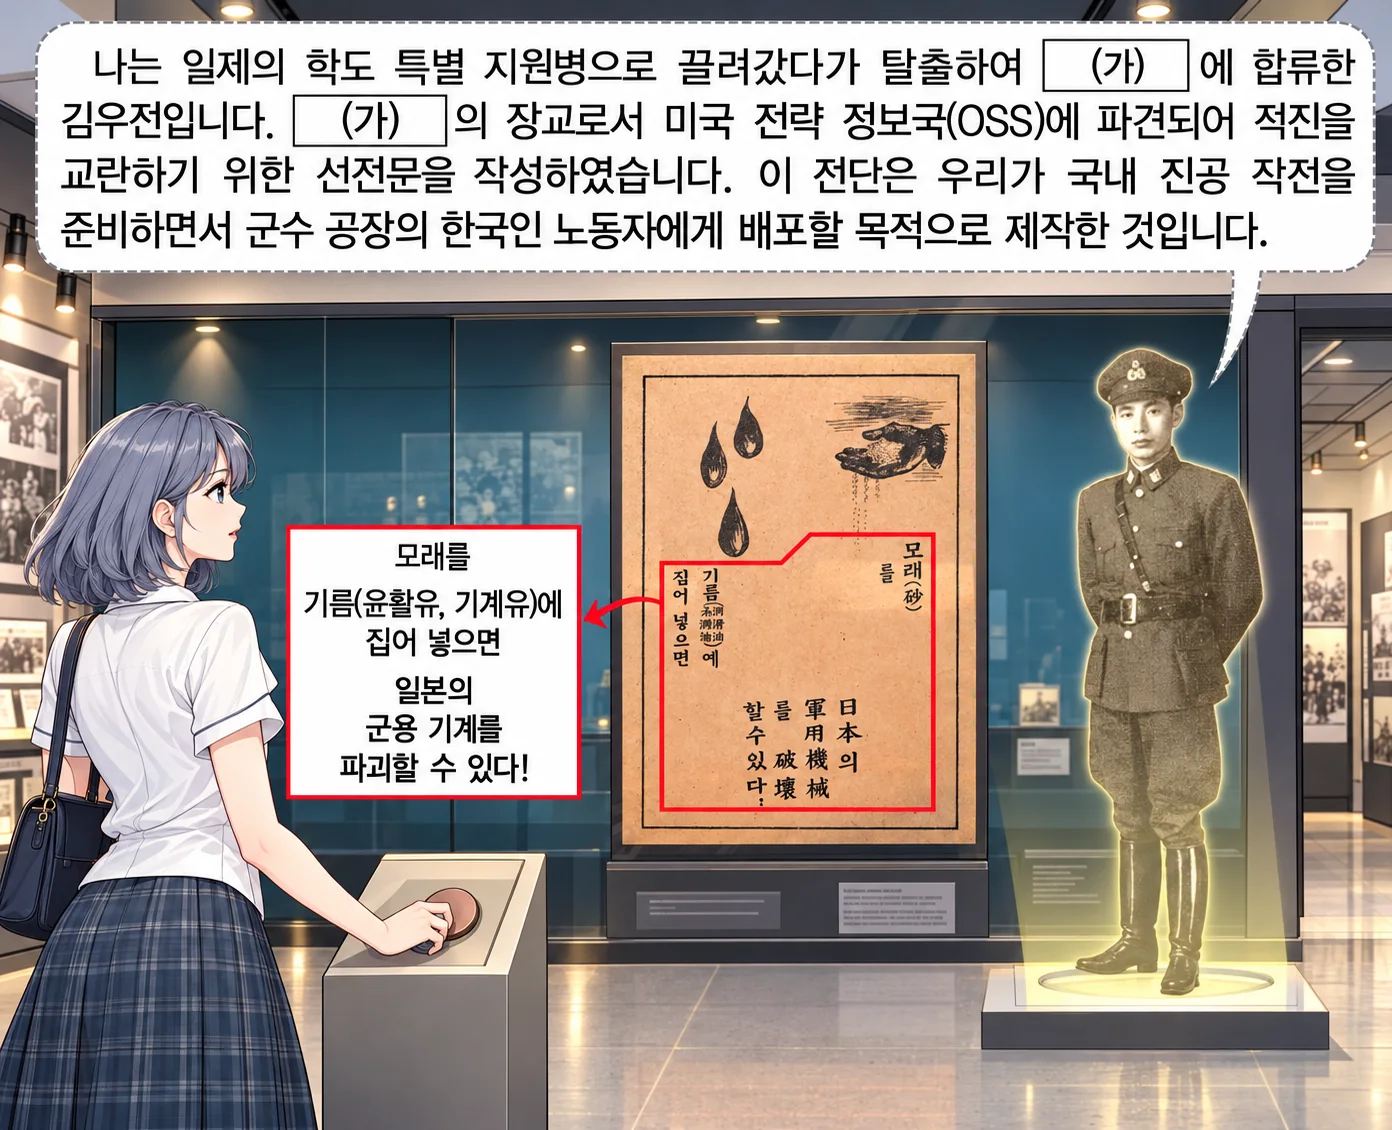 나는 일제의 학도 특별 지원병으로 끌려갔다가 탈출하여 (가) 에 합류한
김우전입니다. (가) 의 장교로서 미국 전략 정보국(OSS)에 파견되어 적진을
교란하기 위한 선전문을 작성하였습니다. 이 전단은 우리가 국내 진공 작전을
준비하면서 군수 공장의 한국인 노동자에게 배포할 목적으로 제작한 것입니다.
모래를
기름(윤활유, 기계유)에
집어 넣으면
일본의
군용 기계를
파괴할 수 있다!
모래(砂)
를
기름
예
집어 넣으면
日本의
軍用機械
를 破壞
할수있다!